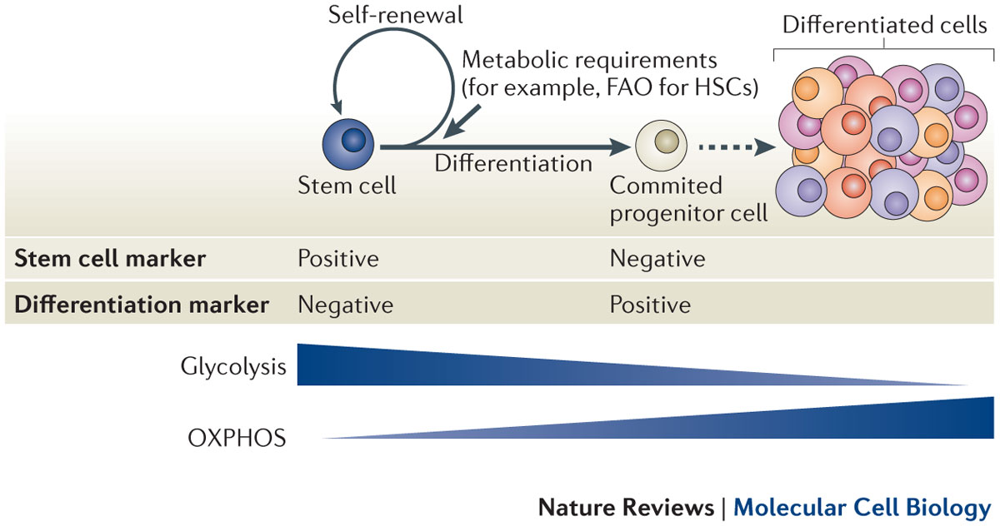 Self-renewal
Differentiated cells
Metabolic requirements
(for example, FAO for HSCs)
Differentiation
Stem cell
Commited
progenitor cell
Stem cell marker Positive Negative
Differentiation marker Negative Positive
Glycolysis
OXPHOS
Nature Reviews | Molecular Cell Biology